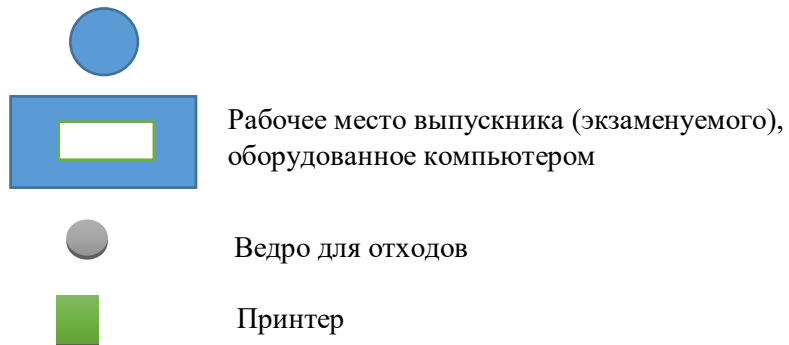 Рабочее место выпускника (экзаменуемого),
оборудованное компьютером
Ведро для отходов
Принтер